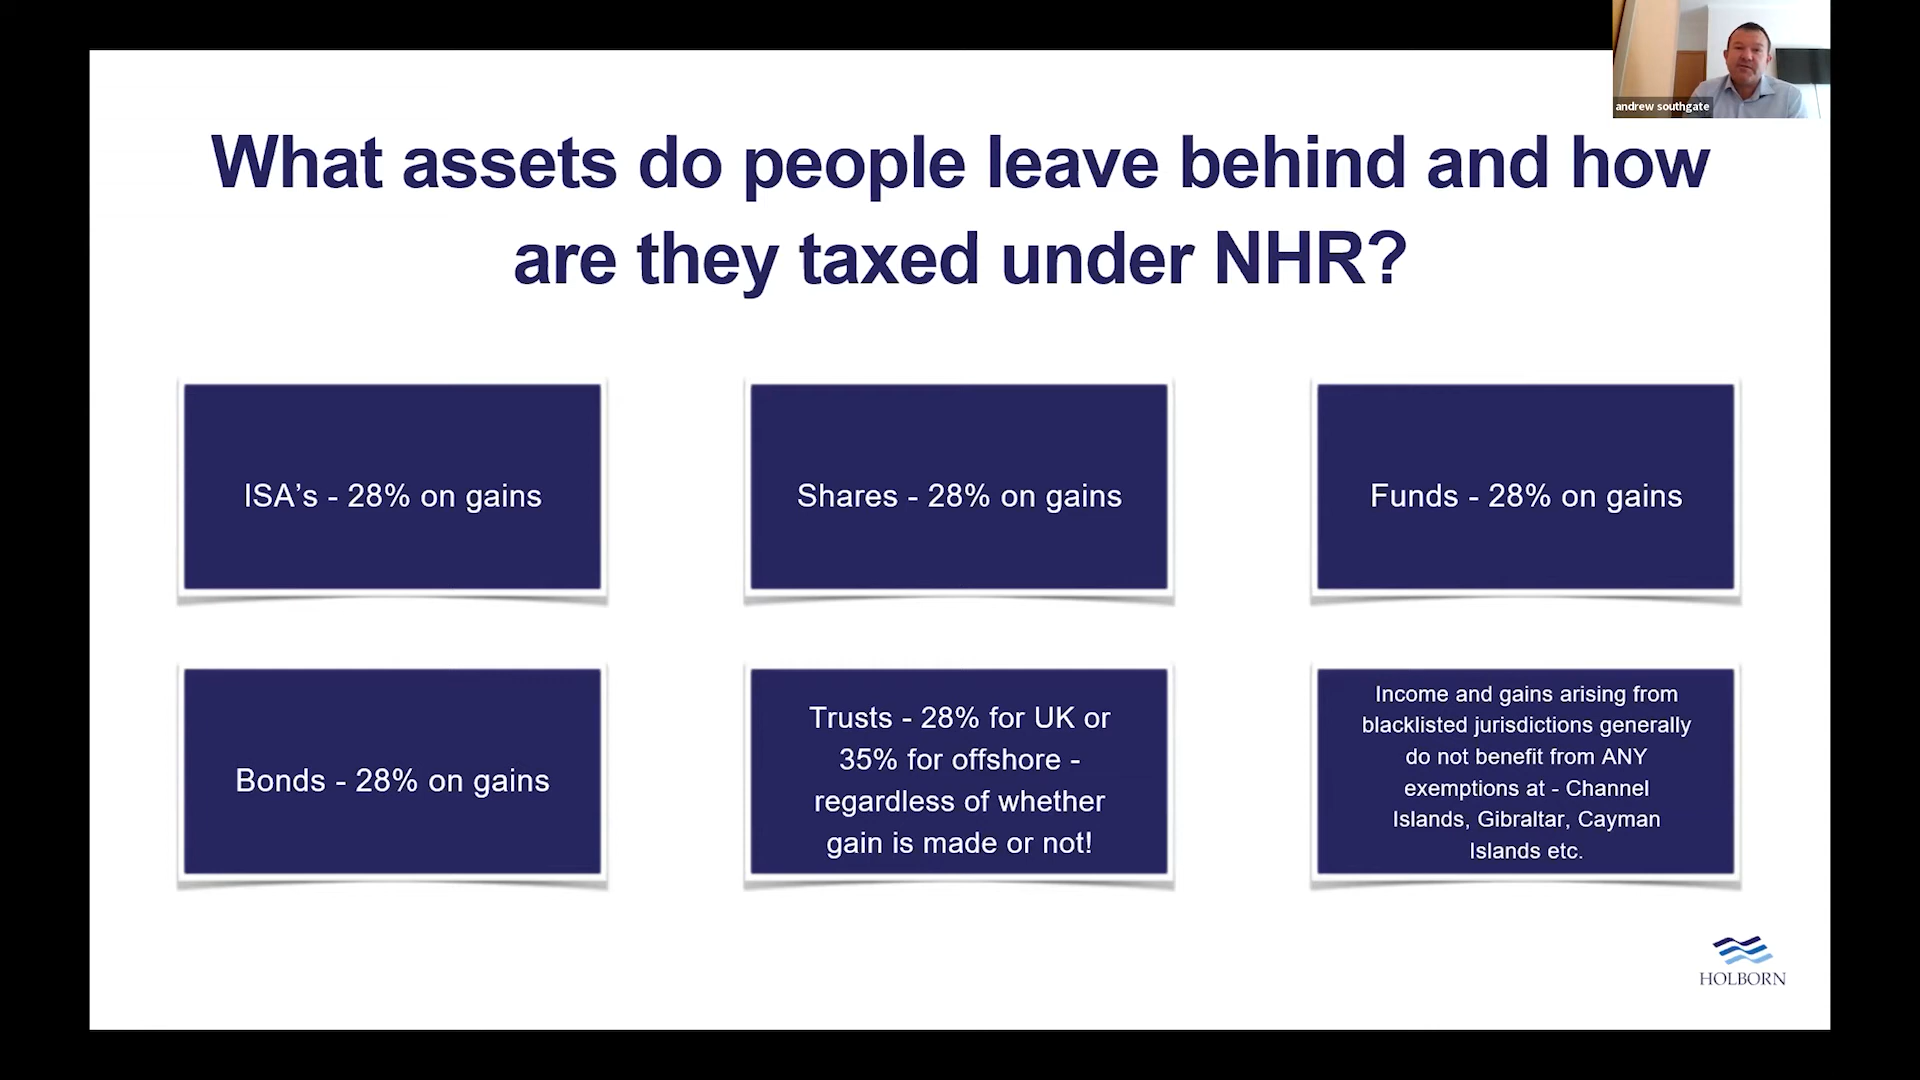 andrew southgate
What assets do people leave behind and how
are they taxed under NHR?
ISA’s - 28% on gains
Shares - 28% on gains
Funds - 28% on gains
Bonds - 28% on gains
Trusts - 28% for UK or
35% for offshore -
regardless of whether
gain is made or not!
Income and gains arising from
blacklisted jurisdictions generally
do not benefit from ANY
exemptions at - Channel
Islands, Gibraltar, Cayman
Islands etc.
HOLBORN